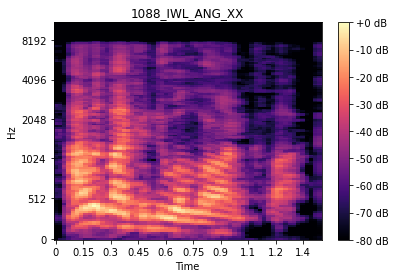 1088_IWL_ANG_XX
8192
4096
2048
1024
512
0
Hz
0 0.15 0.3 0.45 0.6 0.75 0.9 1.1 1.2 1.4
Time
+0 dB
-10 dB
-20 dB
-30 dB
-40 dB
-50 dB
-60 dB
-70 dB
-80 dB